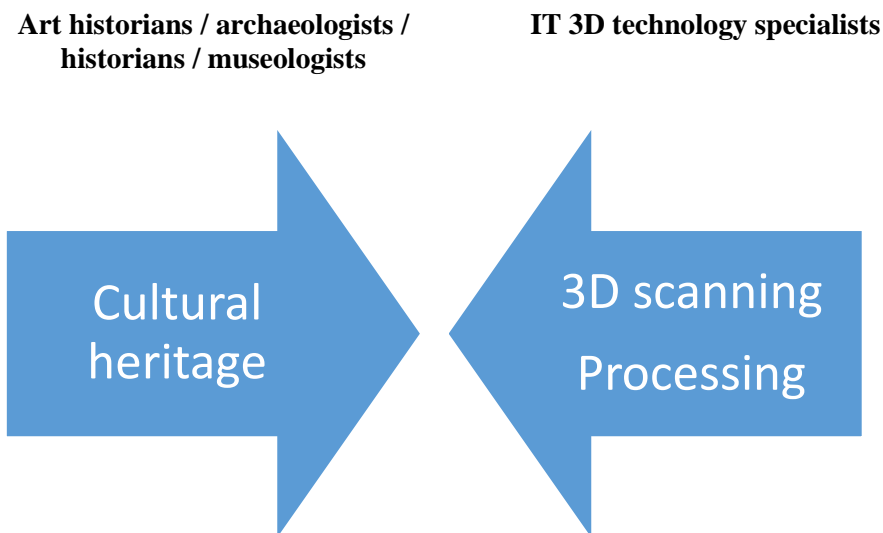 Art historians / archaeologists /
historians / museologists
IT 3D technology specialists
Cultural
heritage
3D scanning
Processing